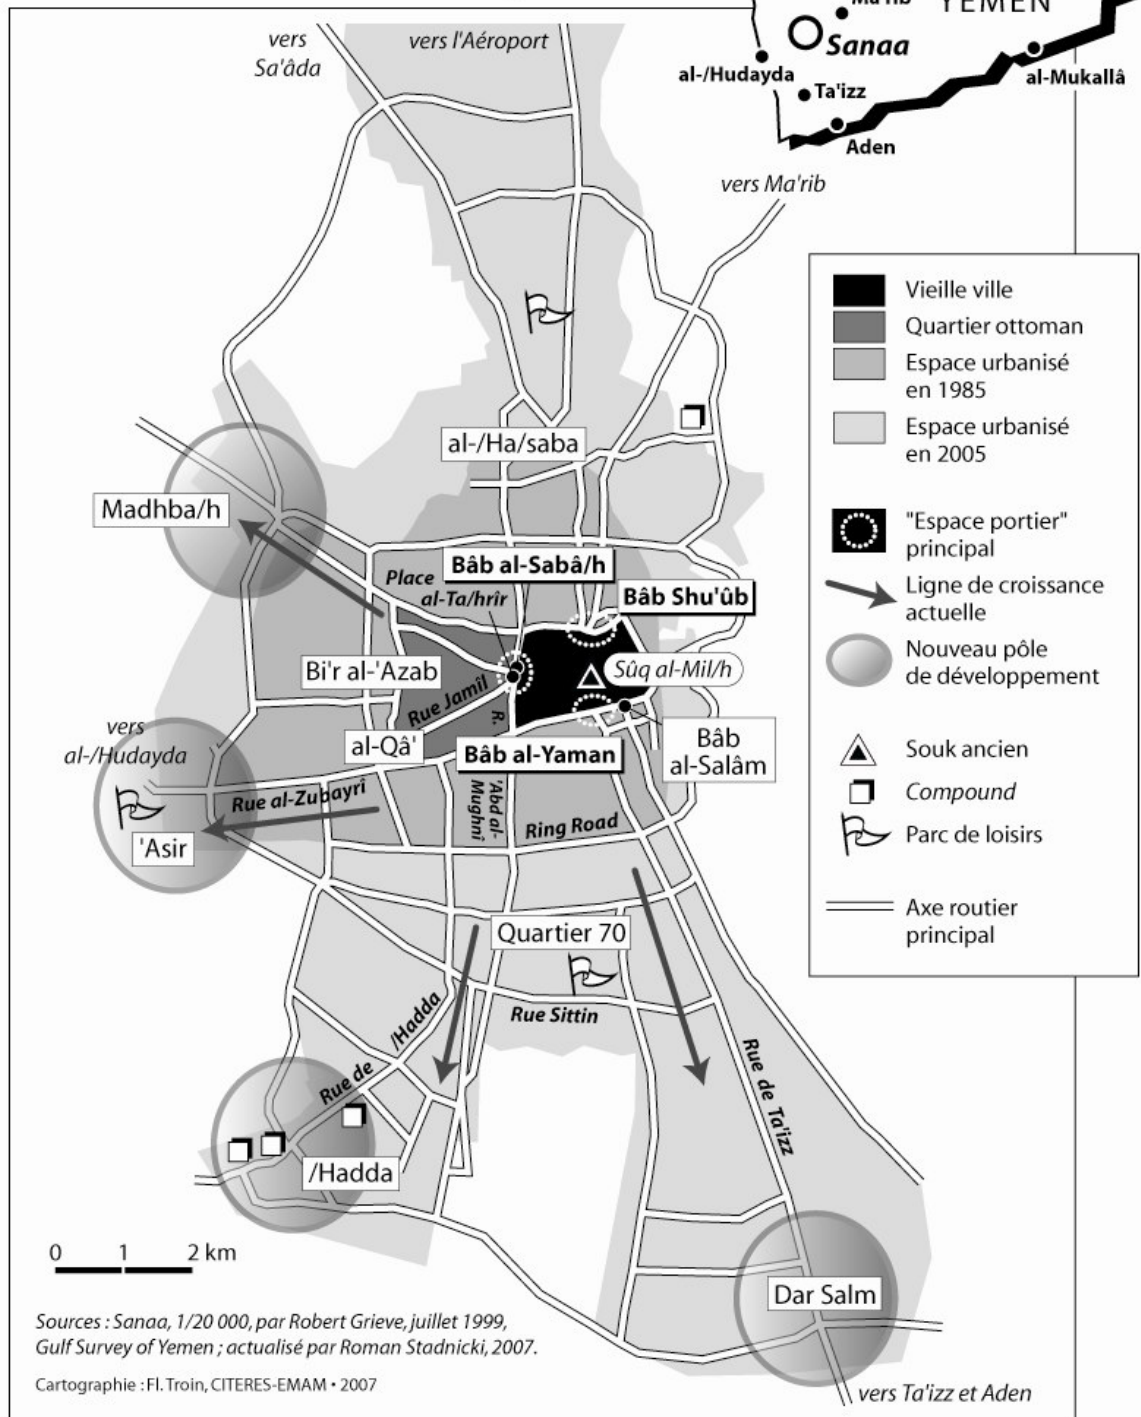 Ma'rib
YEMEN
Sanaa
al-/Hudayda
al-Mukallâ
Ta'izz
Aden
vers
Sa'âda
vers l'Aéroport
vers Ma'rib
Vieille ville
Quartier ottoman
Espace urbanisé
en 1985
Espace urbanisé
en 2005
"Espace portier"
principal
Ligne de croissance
actuelle
Nouveau pôle
de développement
Souk ancien
Compound
Parc de loisirs
Axe routier
principal
al-/Ha/saba
Madhba/h
Bâb al-Sabâ/h
Place
al-Ta/hrîr
Bâb Shu'ûb
Bi'r al-'Azab
Sûq al-Mil/h
Rue Jamîl
R.
'Abd al-
Mughnî
vers
al-/Hudayda
al-Qâ'
Bâb al-Yaman
Bâb
al-Salâm
Rue al-Zubayrî
Ring Road
'Asir
Quartier 70
Rue Sittin
Rue de /Hadda
Rue de Ta'izz
/Hadda
Dar Salm
0 1 2 km
Sources : Sanaa, 1/20 000, par Robert Grieve, juillet 1999,
Gulf Survey of Yemen ; actualisé par Roman Stadnicki, 2007.
Cartographie : Fl. Troin, CITERES-EMAM • 2007
vers Ta'izz et Aden